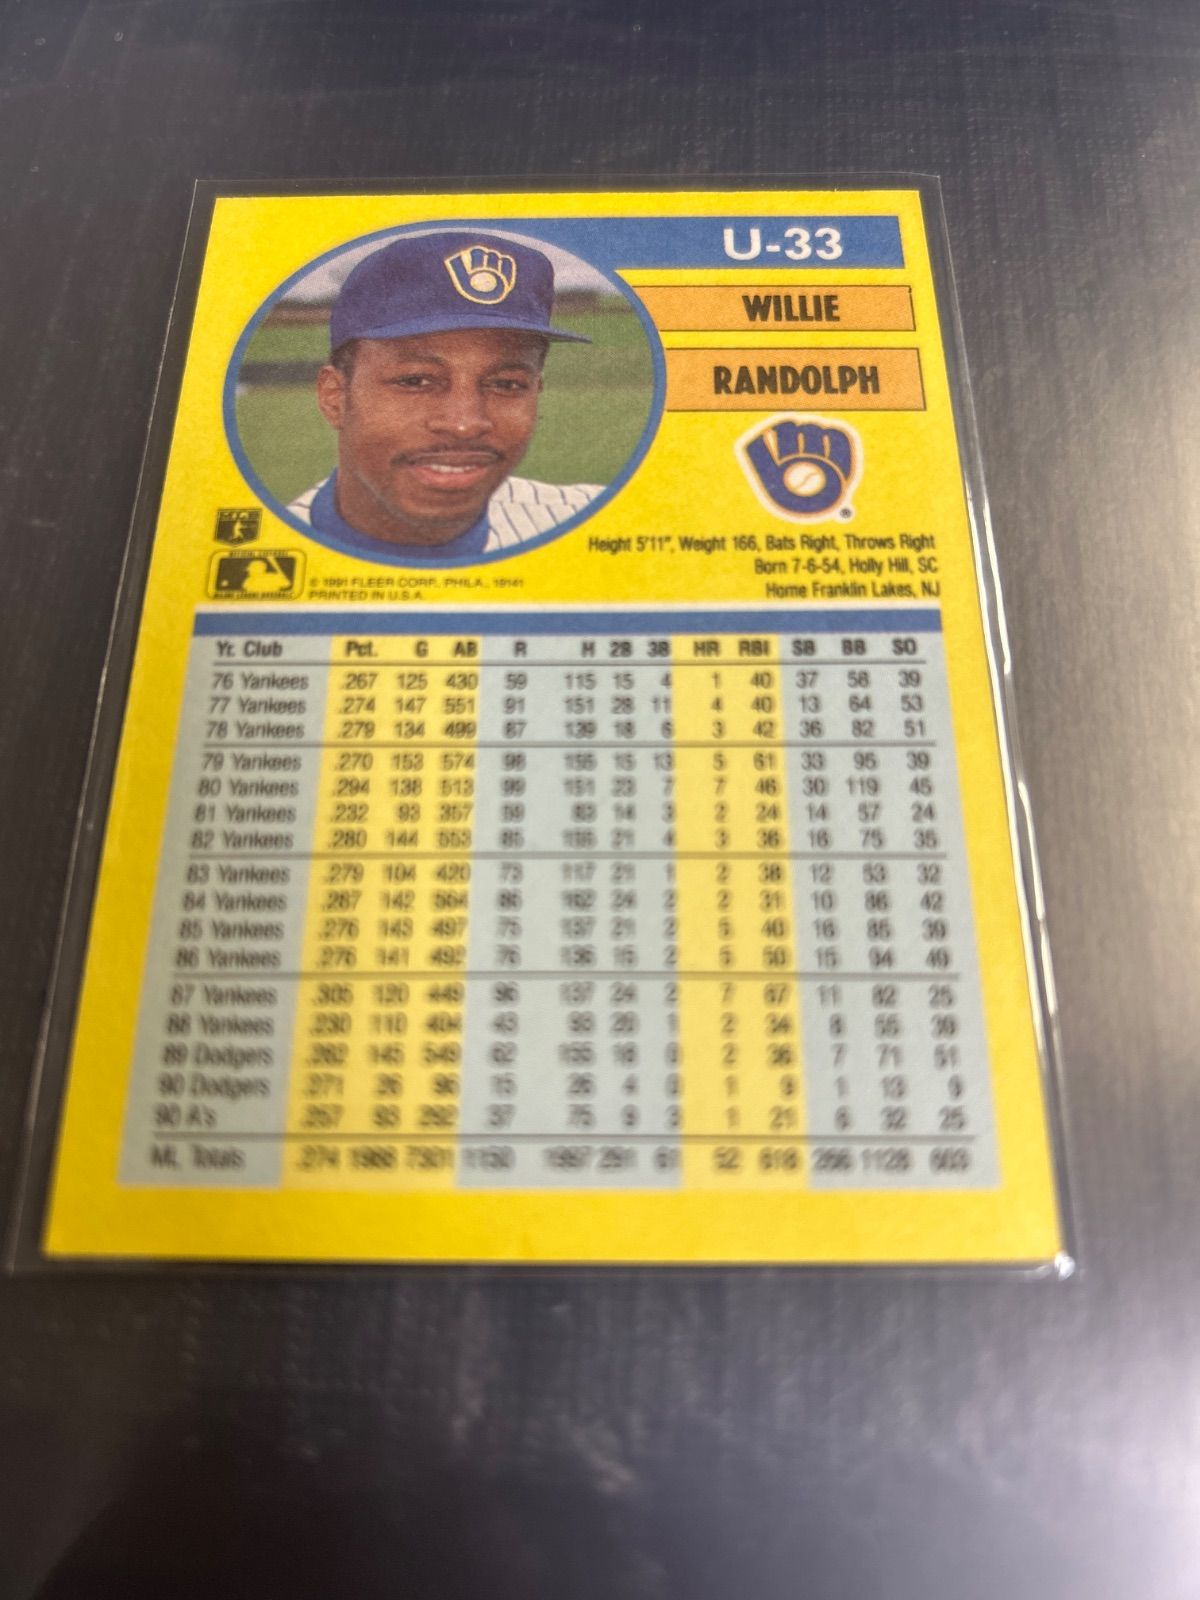 U-33
WILLIE
RANDOLPH
Height 5'11", Weight 166, Bats Right, Throws Right
Born 7-6-54, Holly Hill, SC
Home Franklin Lakes, NJ
© 1991 FLEER CORP., PHILA., 19141
PRINTED IN U.S.A.
Yr. Club Pct. G AB R H 2B 3B HR RBI SB BB SO
76 Yankees .267 125 430 59 115 15 4 1 40 37 58 39
77 Yankees .274 147 551 91 151 28 11 4 40 13 64 53
78 Yankees .279 134 499 87 139 18 6 3 42 36 82 51
79 Yankees .270 153 574 98 155 15 13 5 61 33 95 39
80 Yankees .294 138 513 99 151 23 7 7 46 30 119 45
81 Yankees .232 93 357 59 83 14 3 2 24 14 57 24
82 Yankees .280 144 553 85 155 21 4 3 36 16 75 35
83 Yankees .279 104 420 73 117 21 1 2 38 12 53 32
84 Yankees .287 142 564 86 162 24 2 2 31 10 86 42
85 Yankees .276 143 497 75 137 21 2 5 40 16 85 39
86 Yankees .276 141 492 76 136 15 2 5 50 15 94 49
87 Yankees .305 120 449 96 137 24 2 7 67 11 82 25
88 Yankees .230 110 404 43 93 20 1 2 34 8 55 39
89 Dodgers .282 145 549 62 155 18 0 2 36 7 71 51
90 Dodgers .271 26 96 15 26 4 0 1 9 1 13 9
90 A's .257 93 292 37 75 9 3 1 21 6 32 25
ML Totals .274 1988 7301 1150 1997 291 61 52 618 266 1128 603